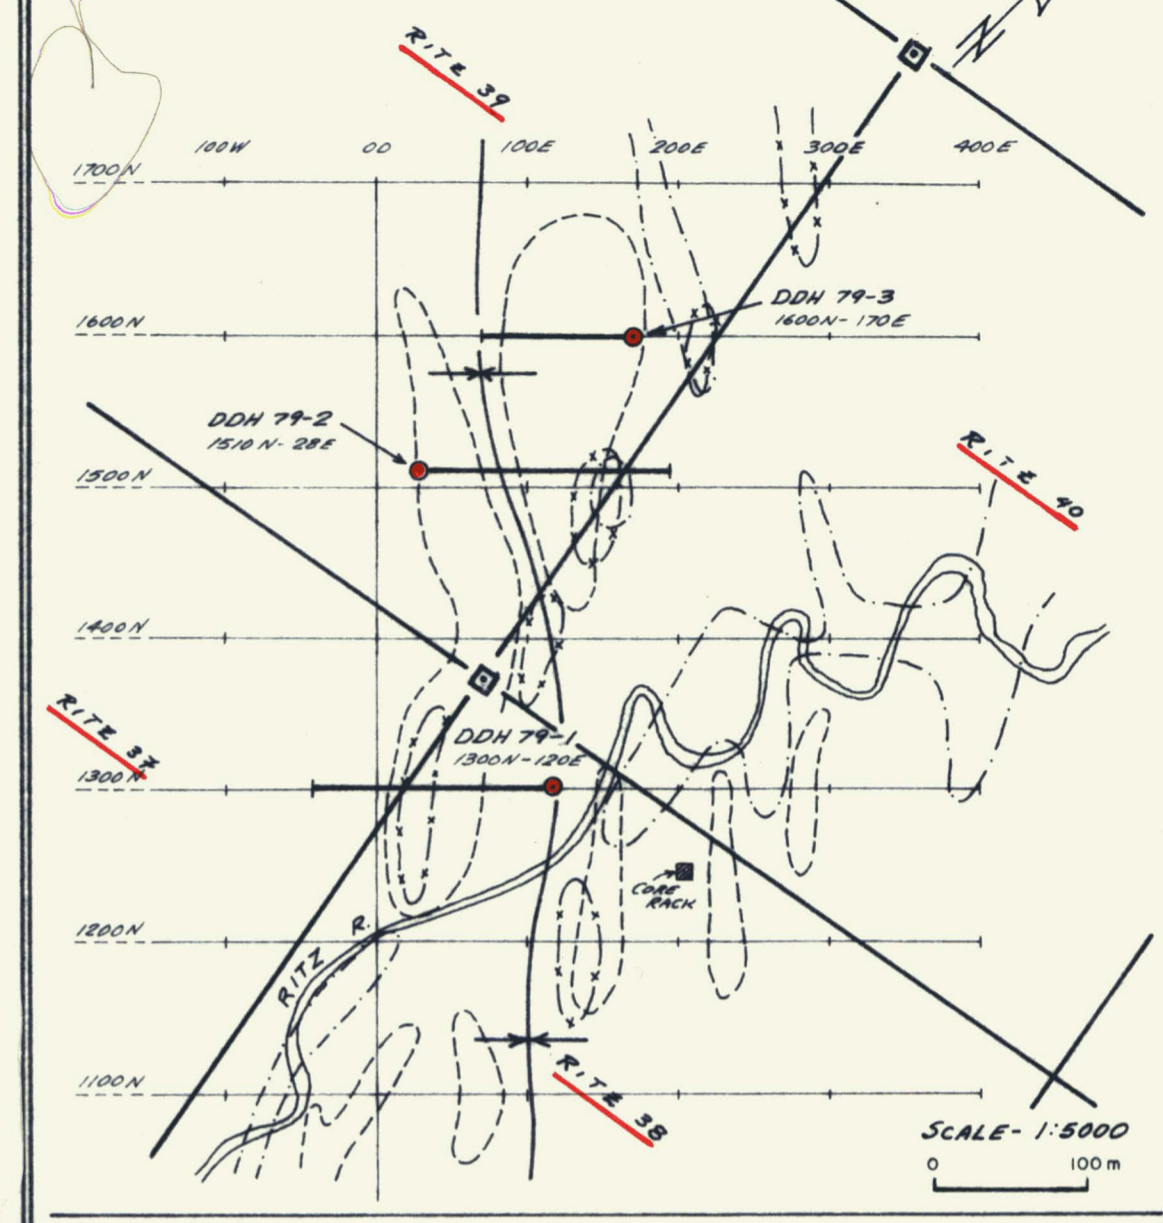 N
RITE 39
100W 00 100E 200E 300E 400E
1700N
DDH 79-3
1600N-170E
1600N
DDH 79-2
1510N-28E
RITE 40
1500N
1400N
RITE 37
DDH 79-1
1300N-120E
1300N
CORE
RACK
1200N
RITZ R.
1100N
RITE 38
SCALE - 1:5000
0 100m